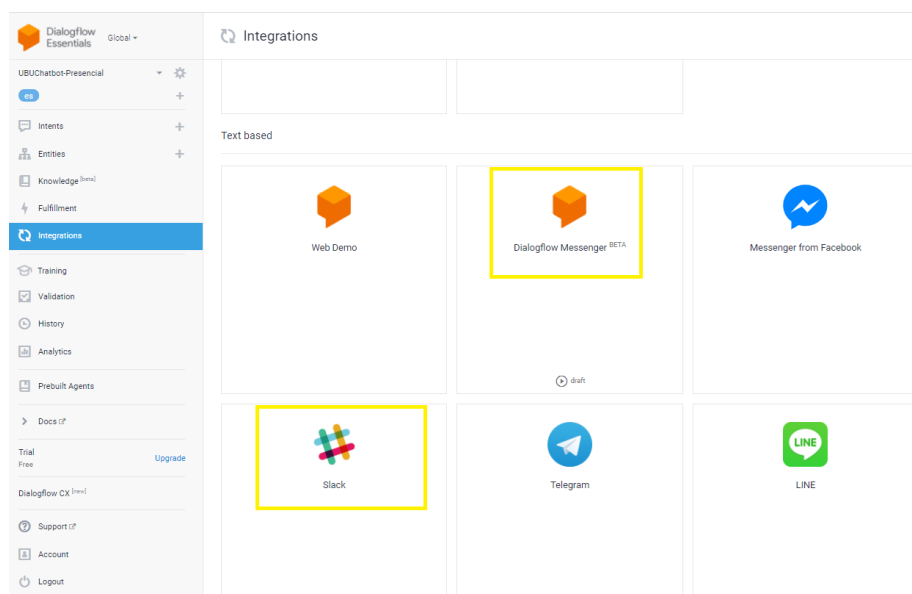 Dialogflow
Essentials
Global
Integrations
UBUChatbot-Presencial
es
Intents
Entities
Knowledge [beta]
Fulfillment
Integrations
Training
Validation
History
Analytics
Prebuilt Agents
Docs
Trial
Free
Upgrade
Dialogflow CX [new]
Support
Account
Logout
Text based
Web Demo
Dialogflow Messenger BETA
Messenger from Facebook
draft
Slack
Telegram
LINE
LINE